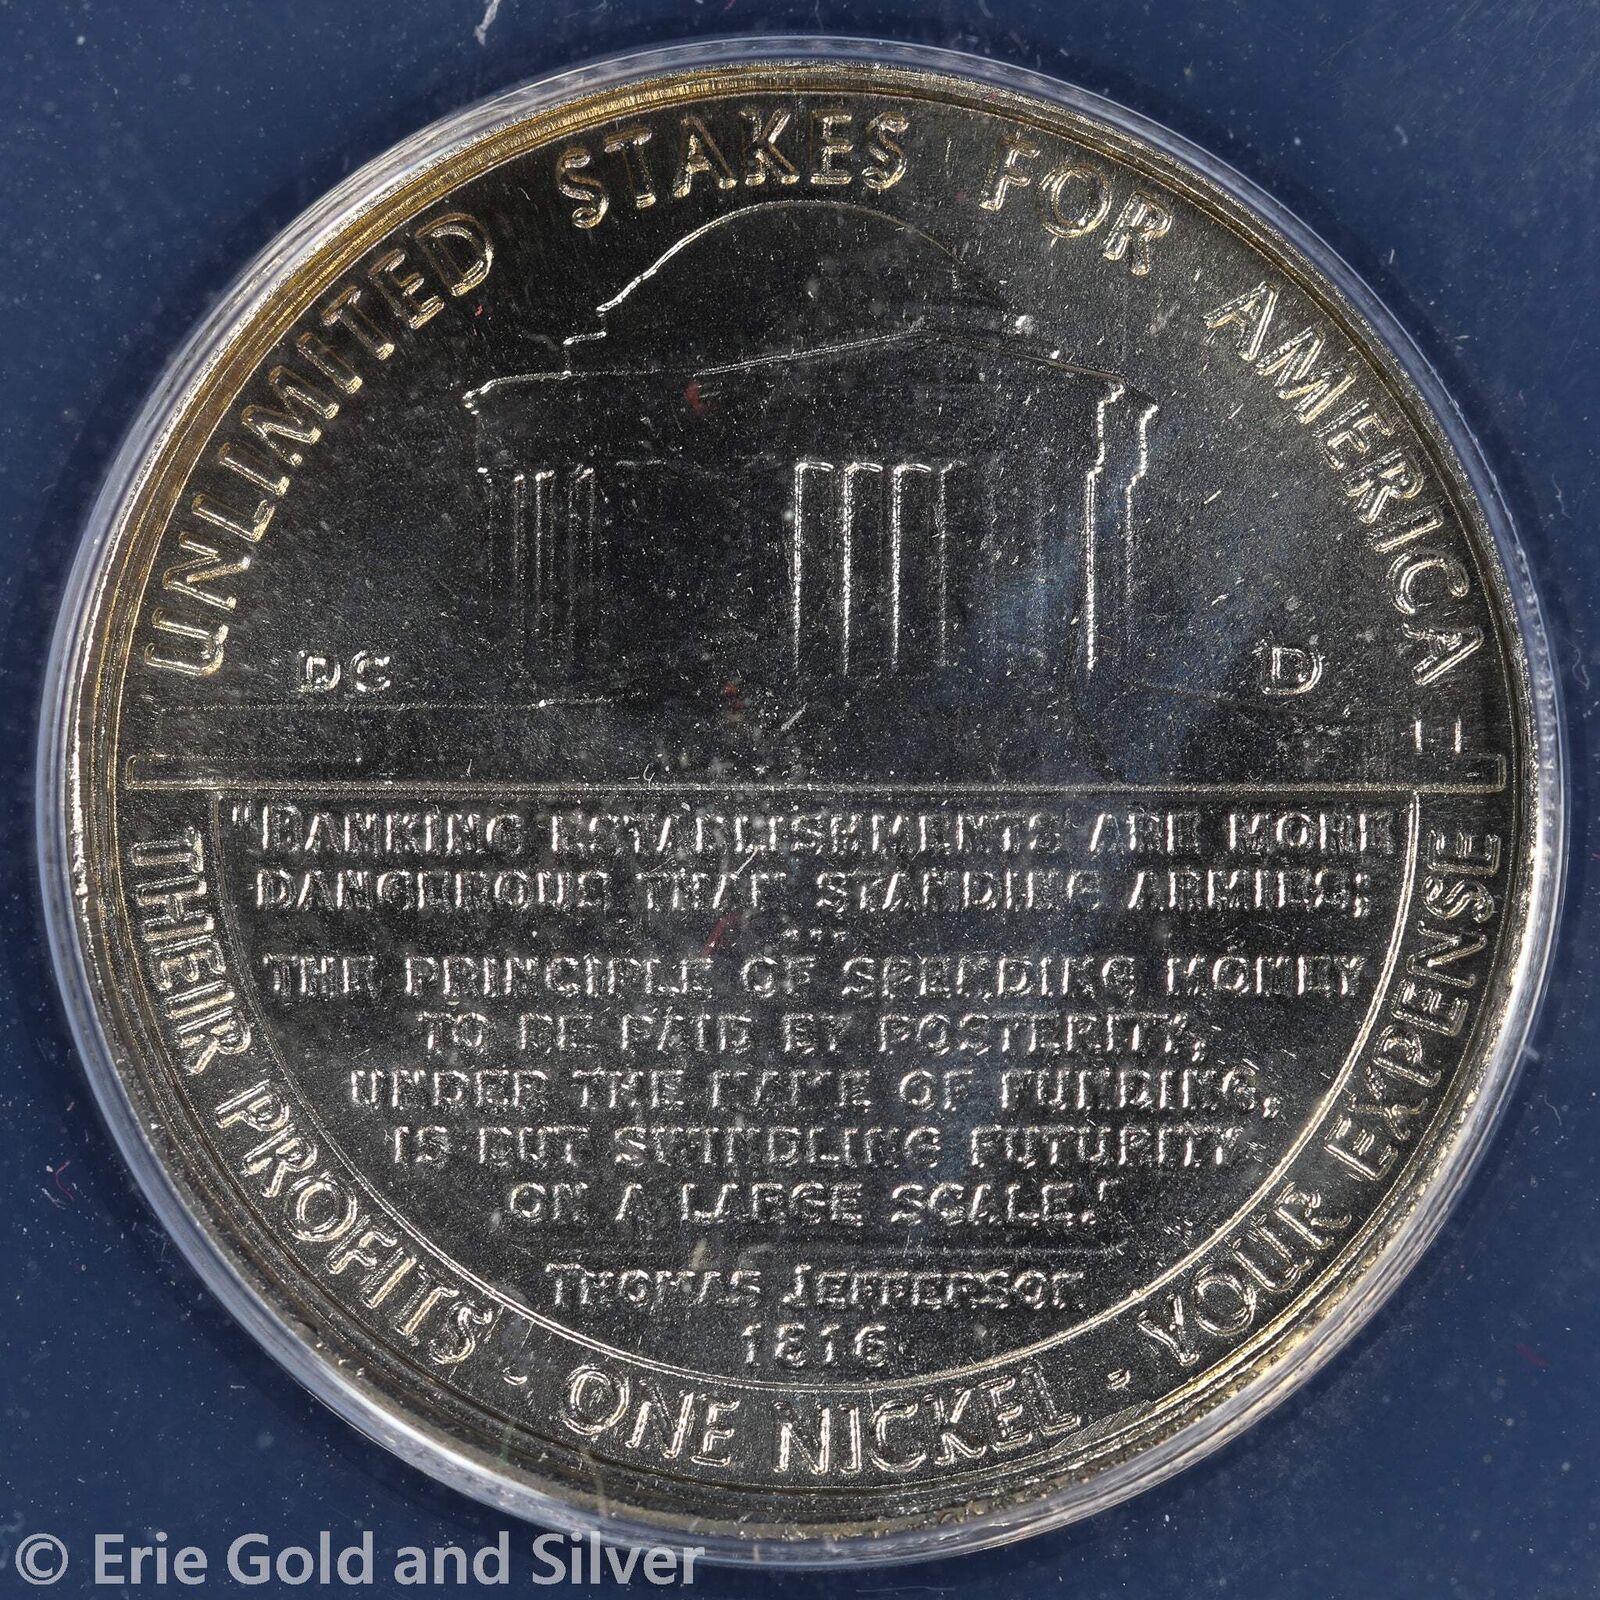 UNLIMITED STAKES FOR AMERICA -
DC
D
"BANKING ESTABLISHMENTS ARE MORE
DANGEROUS THAN STANDING ARMIES;
...
THE PRINCIPLE OF SPENDING MONEY
TO BE PAID BY POSTERITY,
UNDER THE NAME OF FUNDING,
IS BUT SWINDLING FUTURITY
ON A LARGE SCALE."
THOMAS JEFFERSON
1816
THEIR PROFITS - ONE NICKEL - YOUR EXPENSE
© Erie Gold and Silver